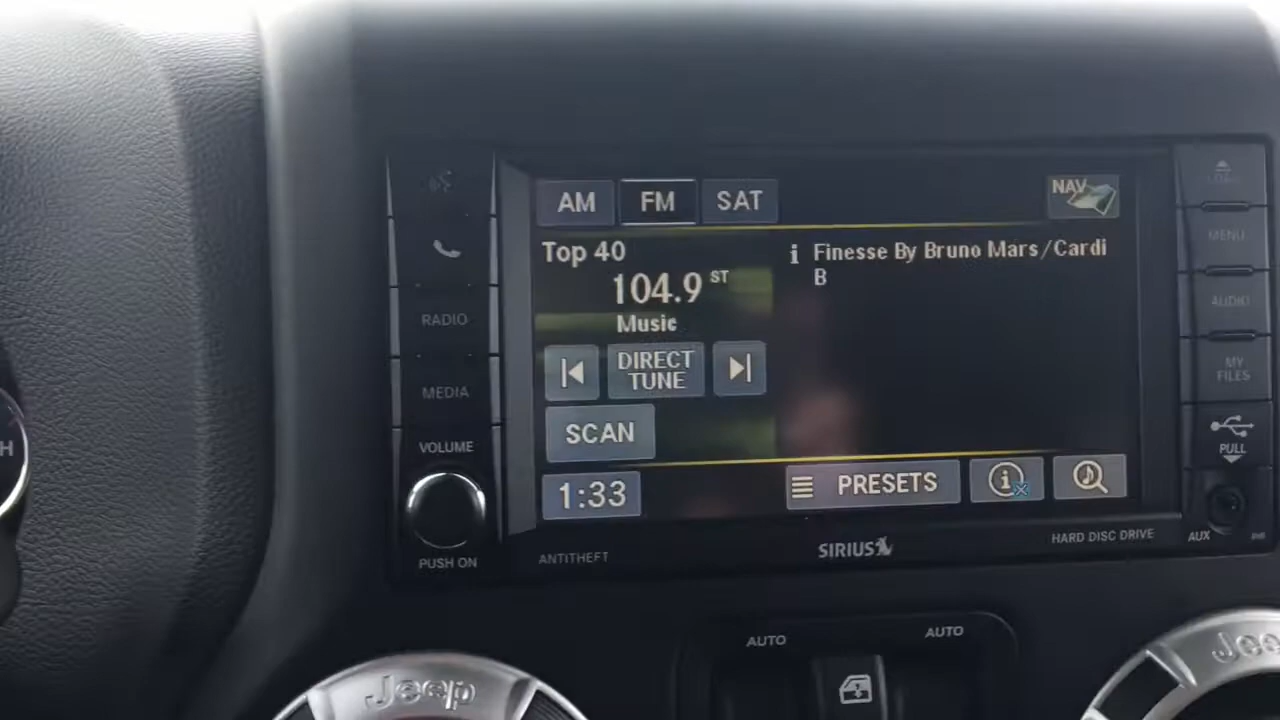 AM FM SAT NAV
Top 40
104.9 ST
Music
i Finesse By Bruno Mars/Cardi
B
DIRECT
TUNE
SCAN
1:33
PRESETS
RADIO
MEDIA
VOLUME
PUSH ON
ANTITHEFT
SIRIUS
HARD DISC DRIVE
LOAD
MENU
AUDIO
MY
FILES
PULL
AUX
AUTO
AUTO
Jeep
Jee
H